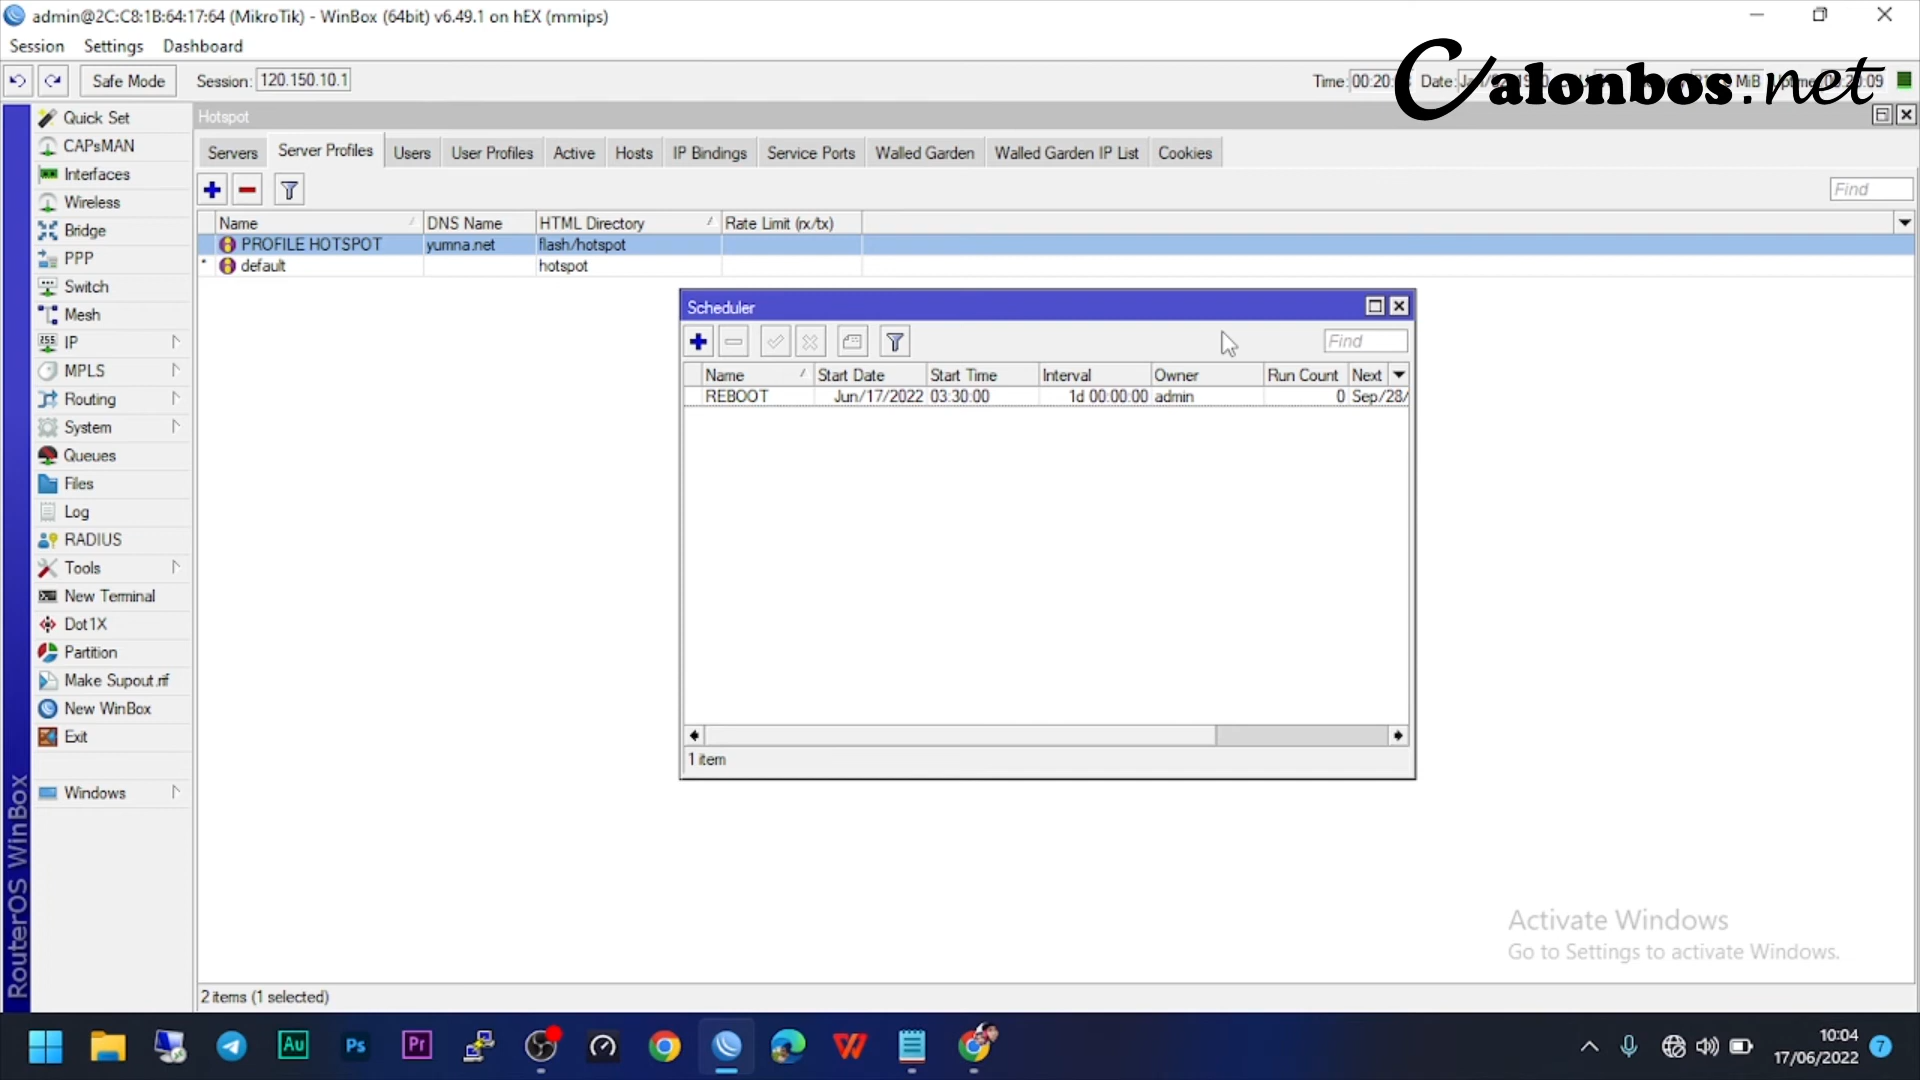 admin@2C:C8:1B:64:17:64 (MikroTik) - WinBox (64bit) v6.49.1 on hEX (mmips)
Session Settings Dashboard
Safe Mode Session: 120.150.10.1 Time: 00:20: Date: MiB
Calonbos.net
Quick Set
CAPsMAN
Interfaces
Wireless
Bridge
PPP
Switch
Mesh
IP
MPLS
Routing
System
Queues
Files
Log
RADIUS
Tools
New Terminal
Dot1X
Partition
Make Supout.rif
New WinBox
Exit
Windows
RouterOS WinBox
Hotspot
Servers Server Profiles Users User Profiles Active Hosts IP Bindings Service Ports Walled Garden Walled Garden IP List Cookies
Find
Name DNS Name HTML Directory Rate Limit (rx/tx)
PROFILE HOTSPOT yumna.net flash/hotspot
* default hotspot
Scheduler
Find
Name Start Date Start Time Interval Owner Run Count Next
REBOOT Jun/17/2022 03:30:00 1d 00:00:00 admin 0 Sep/28/
1 item
Activate Windows
Go to Settings to activate Windows.
2 items (1 selected)
Au Ps Pr
10:04
17/06/2022
7